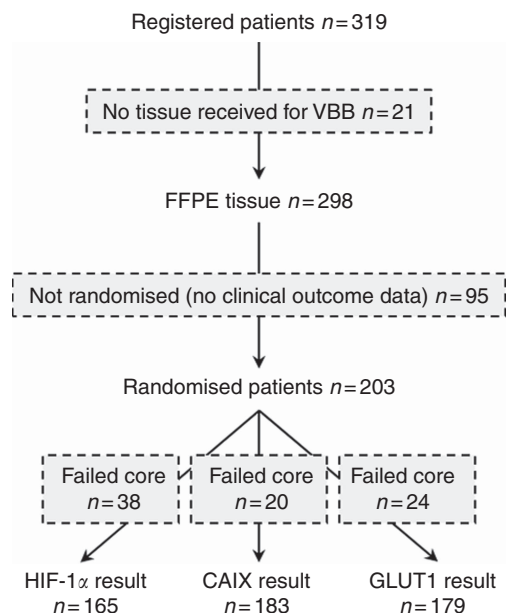 Registered patients n=319
No tissue received for VBB n=21
FFPE tissue n=298
Not randomised (no clinical outcome data) n=95
Randomised patients n=203
Failed core
n=38
Failed core
n=20
Failed core
n=24
HIF-1α result
n=165
CAIX result
n=183
GLUT1 result
n=179